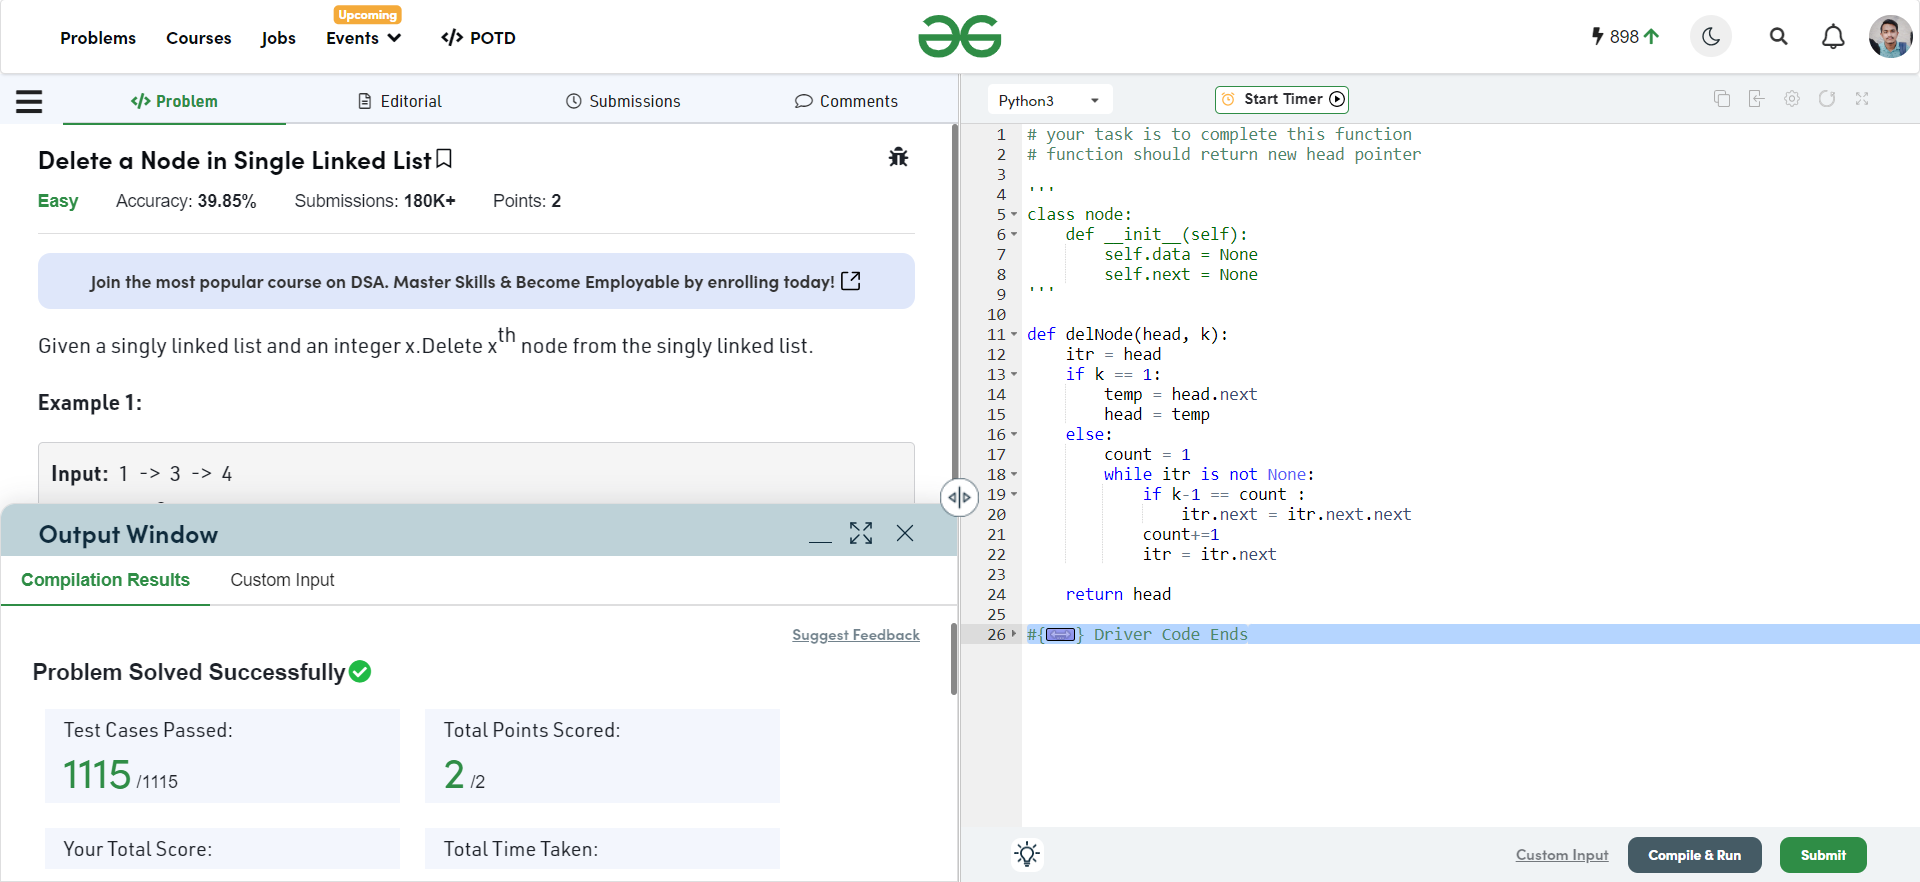 Problems Courses Jobs Events POTD
Upcoming
898
Problem Editorial Submissions Comments
Delete a Node in Single Linked List
Easy Accuracy: 39.85% Submissions: 180K+ Points: 2
Join the most popular course on DSA. Master Skills & Become Employable by enrolling today!
Given a singly linked list and an integer x.Delete xth node from the singly linked list.
Example 1:
Input: 1 -> 3 -> 4
Output Window
Compilation Results Custom Input
Suggest Feedback
Problem Solved Successfully
Test Cases Passed:
1115 /1115
Total Points Scored:
2 /2
Your Total Score:
Total Time Taken:
Python3
Start Timer
1 # your task is to complete this function
2 # function should return new head pointer
3
4 '''
5 class node:
6     def __init__(self):
7         self.data = None
8         self.next = None
9 '''
10
11 def delNode(head, k):
12     itr = head
13     if k == 1:
14         temp = head.next
15         head = temp
16     else:
17         count = 1
18         while itr is not None:
19             if k-1 == count :
20                 itr.next = itr.next.next
21             count+=1
22             itr = itr.next
23
24     return head
25
26 #{} Driver Code Ends
Custom Input Compile & Run Submit